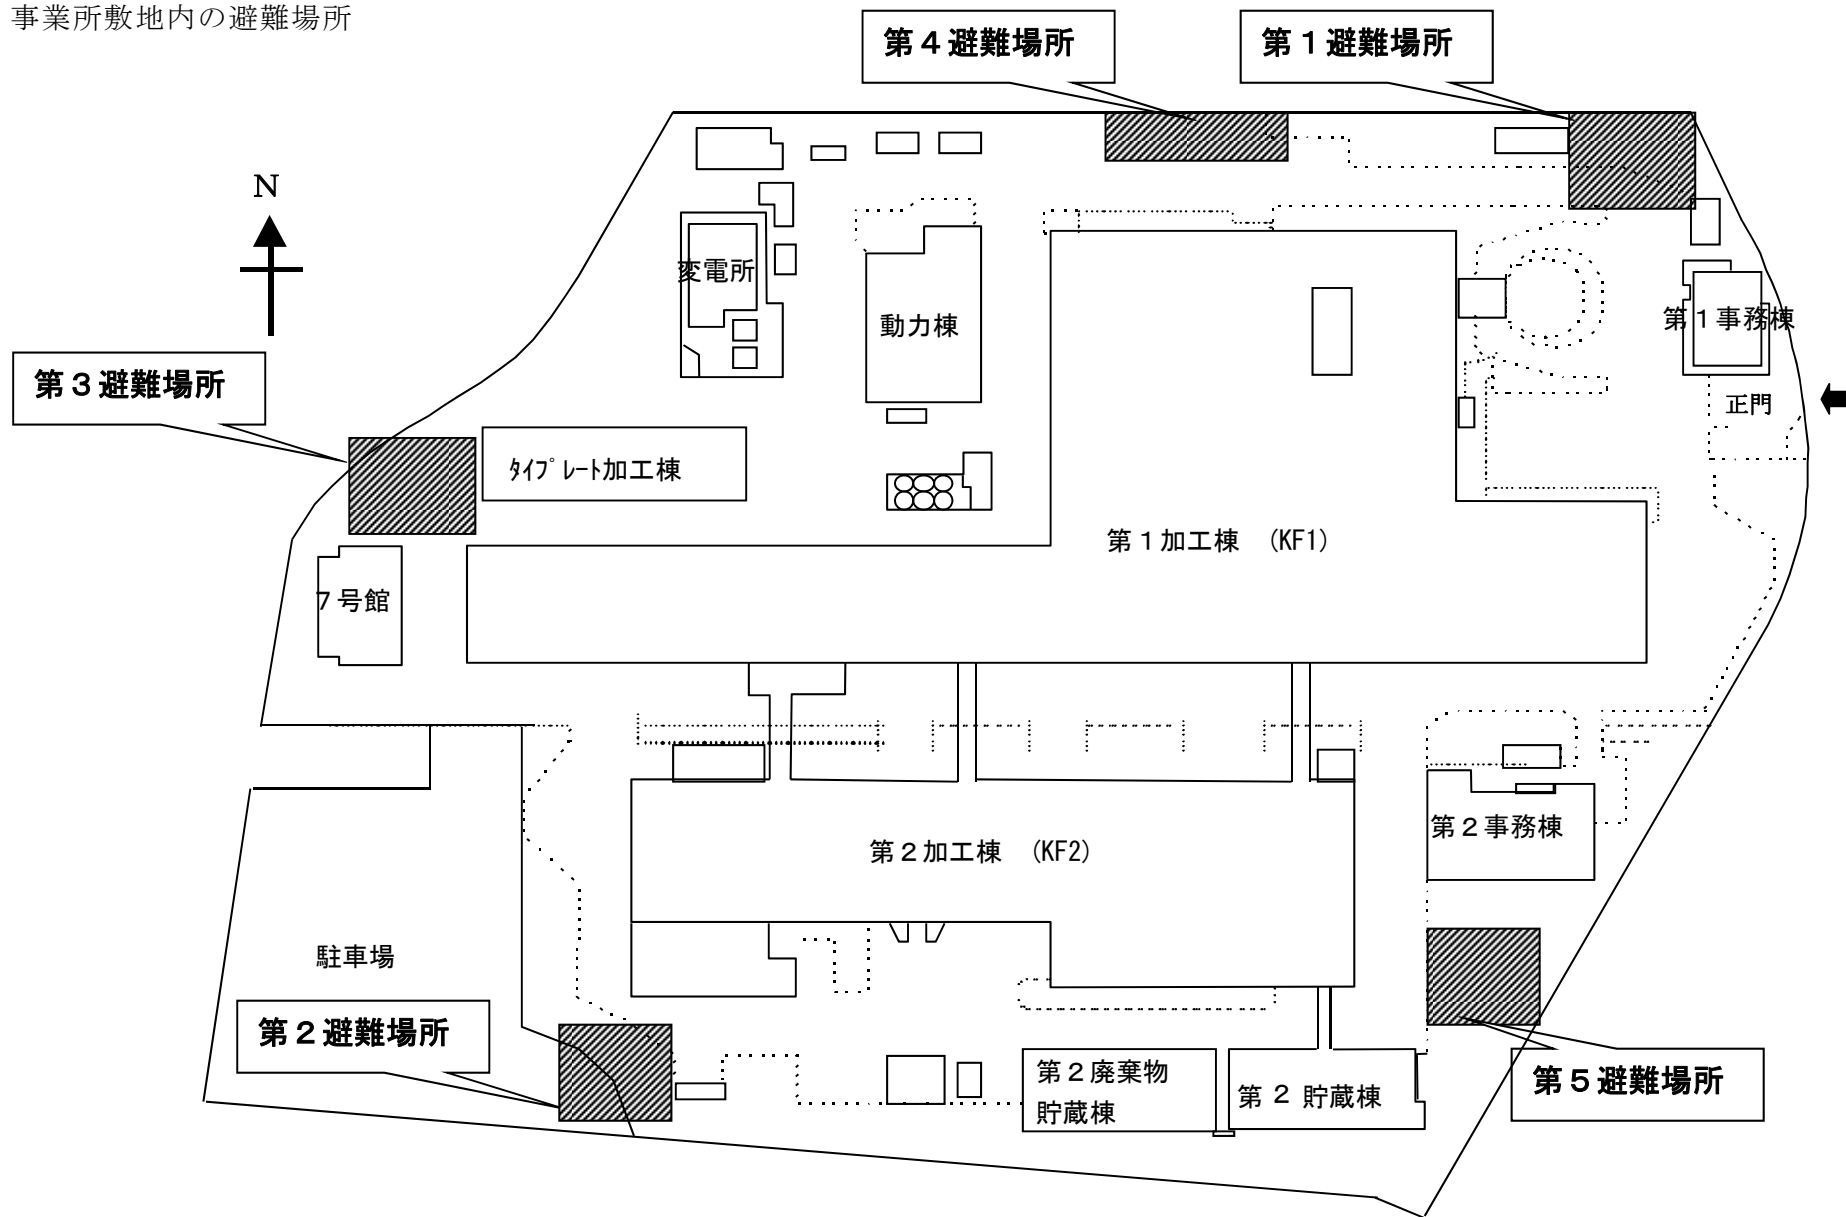 事業所敷地内の避難場所
第４避難場所
第１避難場所
N
変電所
動力棟
第１事務棟
第３避難場所
正門
ﾀｲﾌﾟﾚｰﾄ加工棟
第１加工棟　(KF1)
７号館
第２事務棟
第２加工棟　(KF2)
駐車場
第２避難場所
第２廃棄物
貯蔵棟
第２ 貯蔵棟
第５避難場所